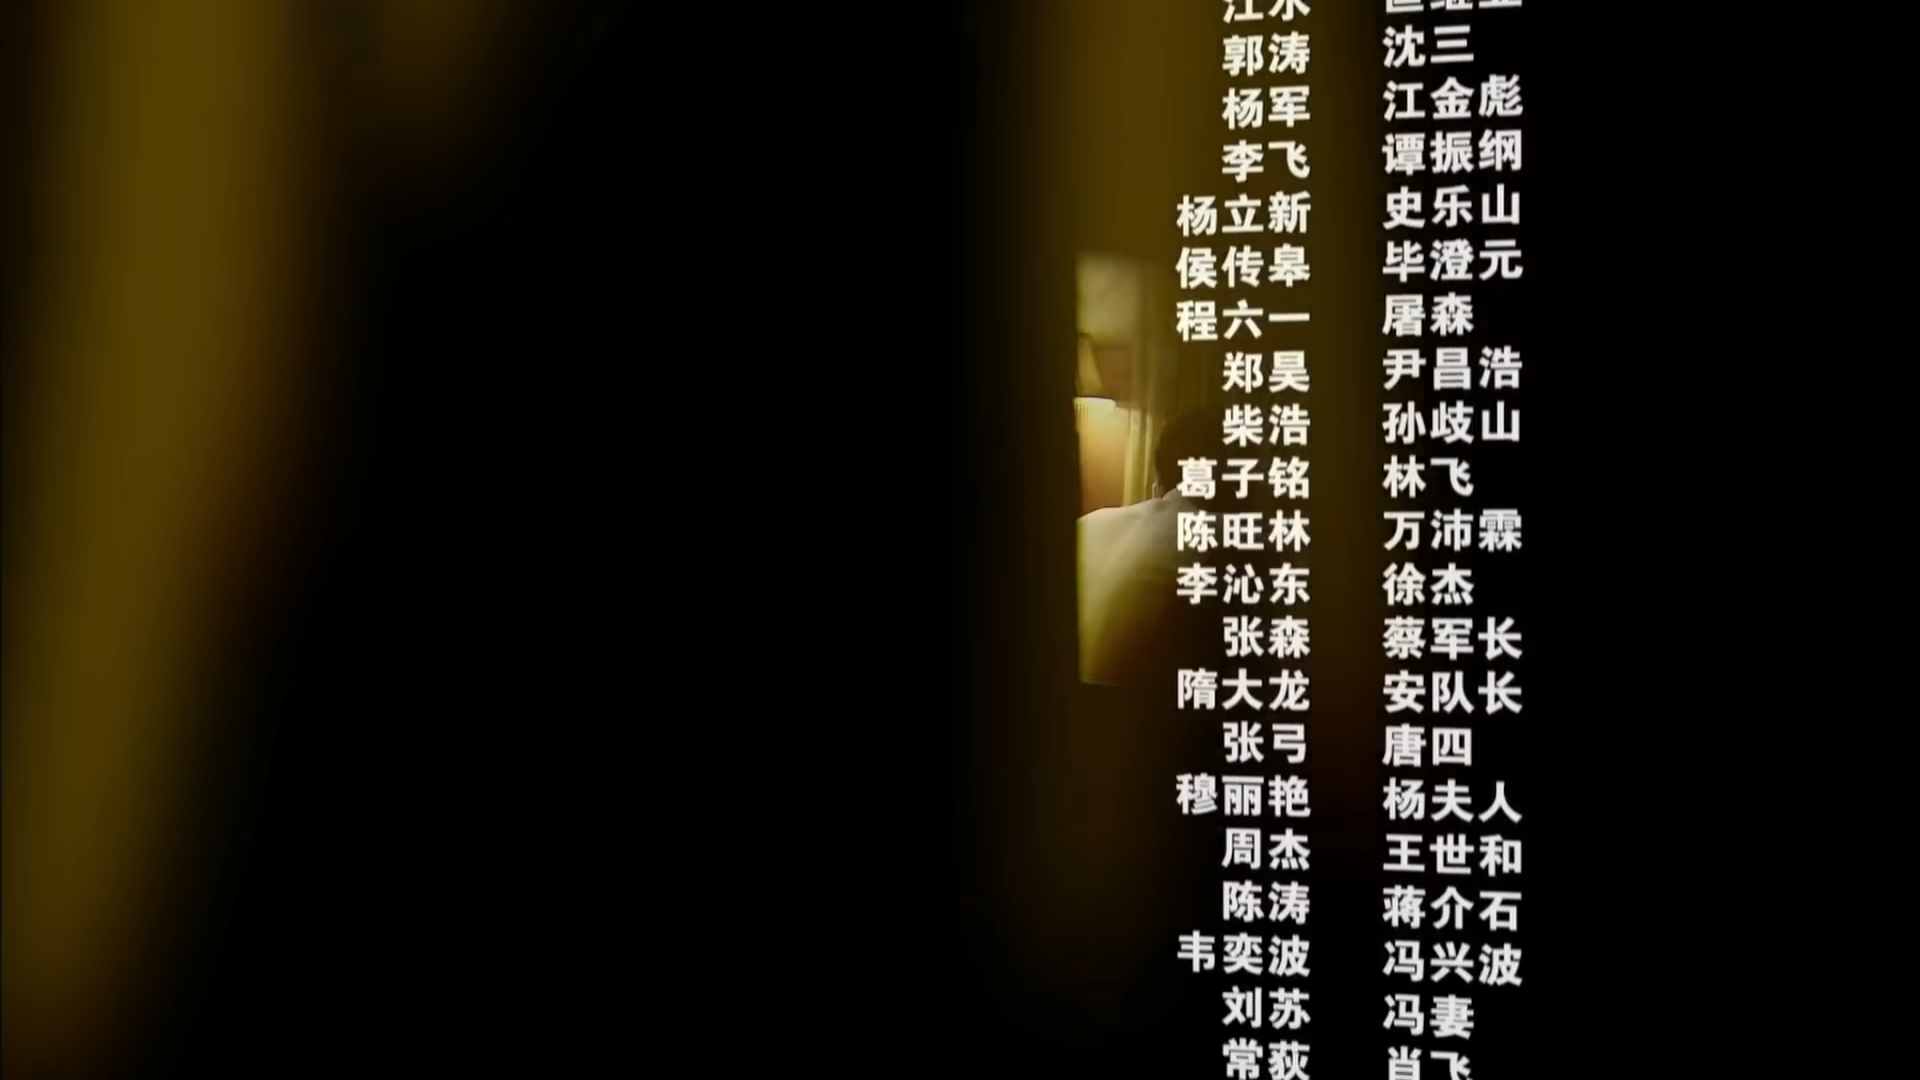 郭涛 沈三
杨军 江金彪
李飞 谭振纲
杨立新 史乐山
侯传皋 毕澄元
程六一 屠森
郑昊 尹昌浩
柴浩 孙歧山
葛子铭 林飞
陈旺林 万沛霖
李沁东 徐杰
张森 蔡军长
隋大龙 安队长
张弓 唐四
穆丽艳 杨夫人
周杰 王世和
陈涛 蒋介石
韦奕波 冯兴波
刘苏 冯妻
常荻 肖飞